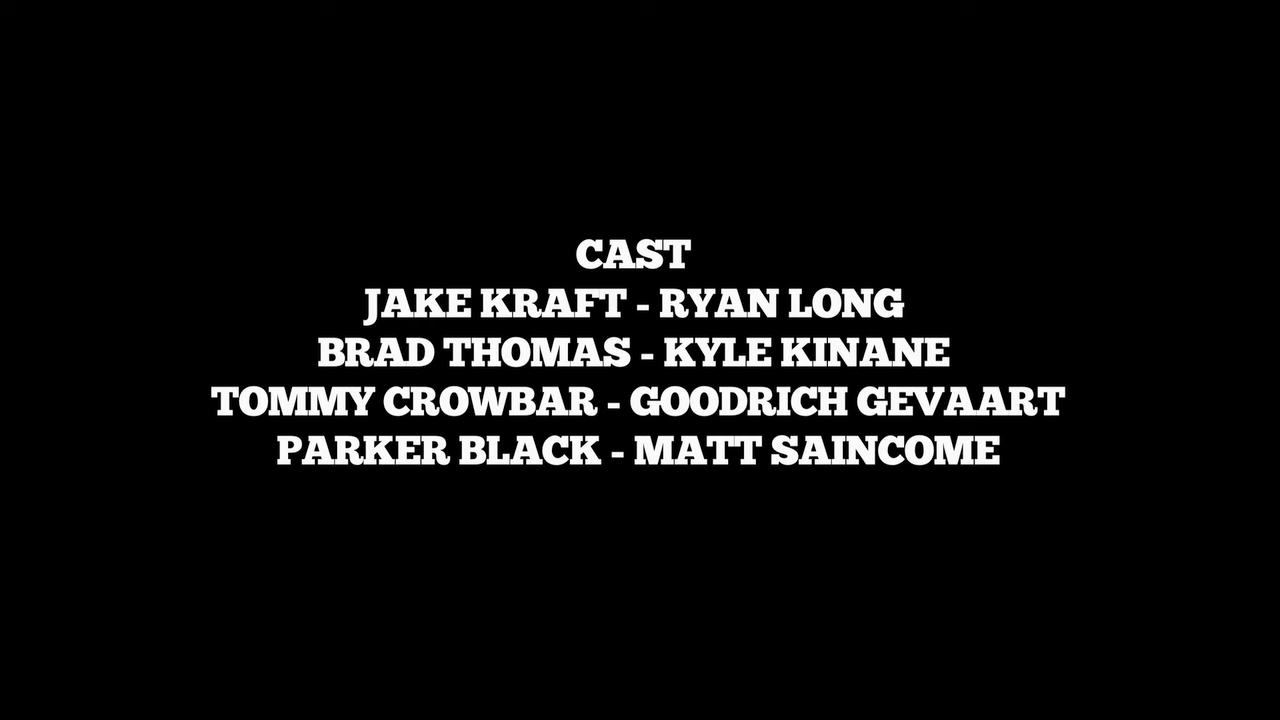 CAST
JAKE KRAFT - RYAN LONG
BRAD THOMAS - KYLE KINANE
TOMMY CROWBAR - GOODRICH GEVAART
PARKER BLACK - MATT SAINCOME